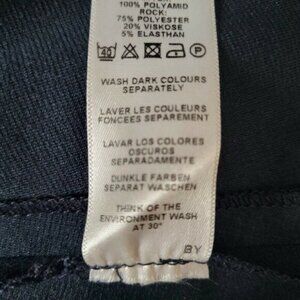 100% POLYAMID
ROCK:
75% POLYESTER
20% VISKOSE
5% ELASTHAN
40 P
WASH DARK COLOURS
SEPARATELY
LAVER LES COULEURS
FONCEES SEPAREMENT
LAVAR LOS COLORES
OSCUROS
SEPARADAMENTE
DUNKLE FARBEN
SEPARAT WASCHEN
THINK OF THE
ENVIRONMENT WASH
AT 30°
BY